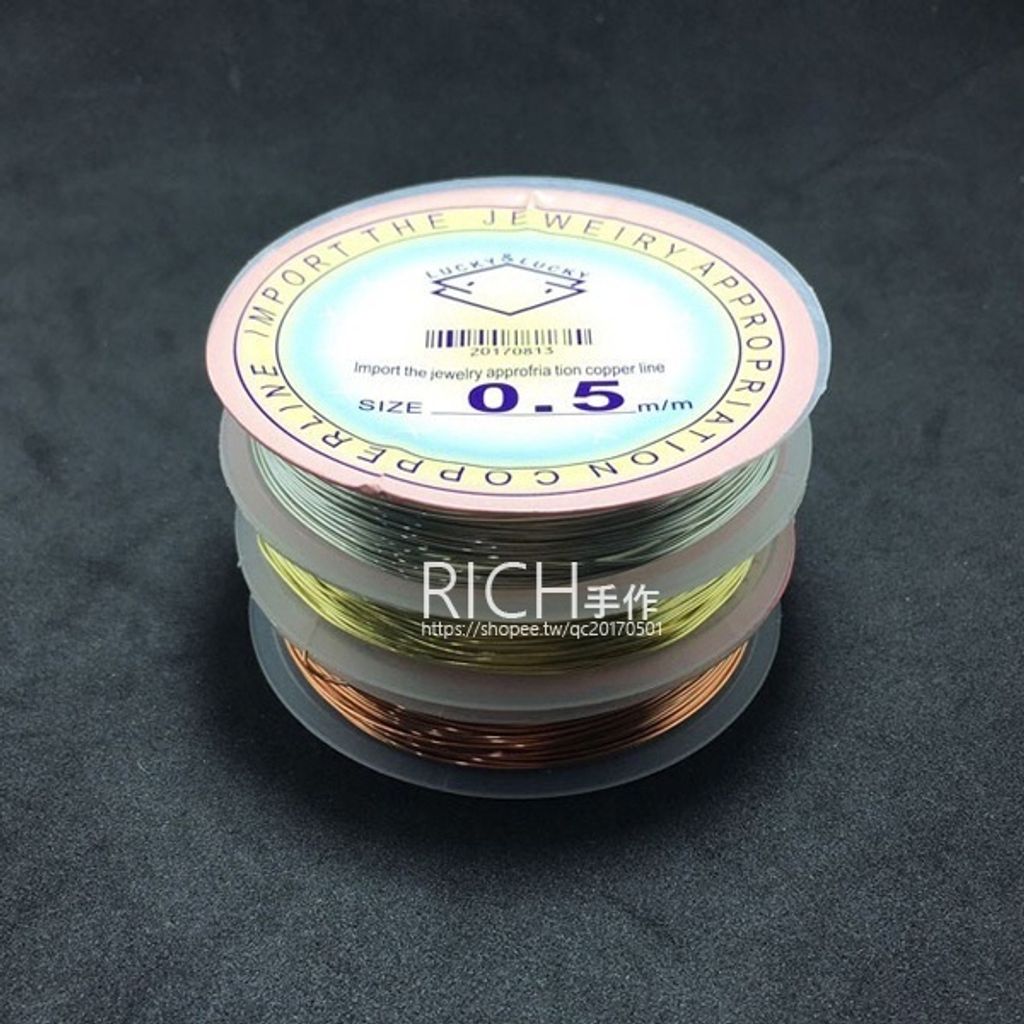 IMPORT THE JEWEIRY APPROPRIATION COPPERLINE
LUCKY&LUCKY
20170813
Import the jewelry approfria tion copper line
SIZE 0.5 m/m
RICH手作
https://shopee.tw/qc20170501